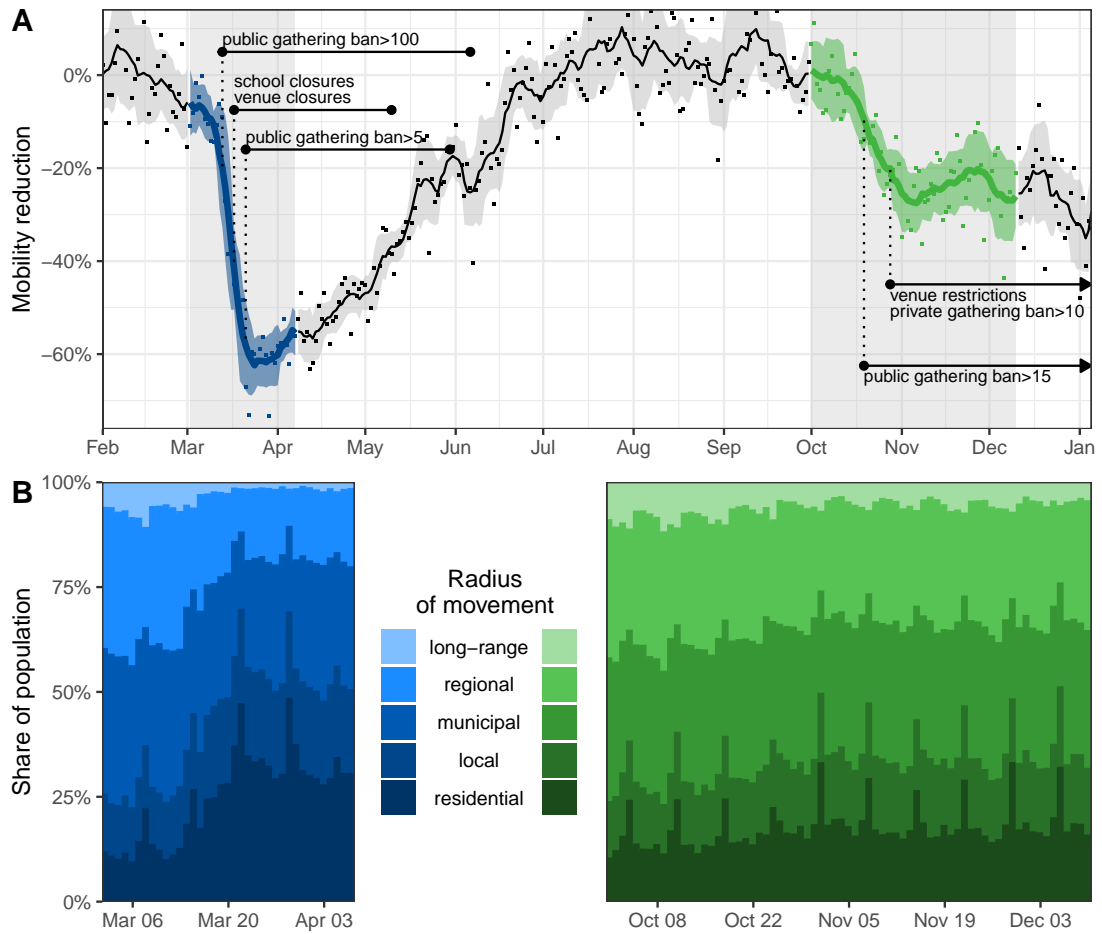 A
Mobility reduction
0%
−20%
−40%
−60%
public gathering ban>100
school closures
venue closures
public gathering ban>5
venue restrictions
private gathering ban>10
public gathering ban>15
Feb Mar Apr May Jun Jul Aug Sep Oct Nov Dec Jan
B
Share of population
100%
75%
50%
25%
0%
Radius
of movement
long−range
regional
municipal
local
residential
Mar 06 Mar 20 Apr 03 Oct 08 Oct 22 Nov 05 Nov 19 Dec 03